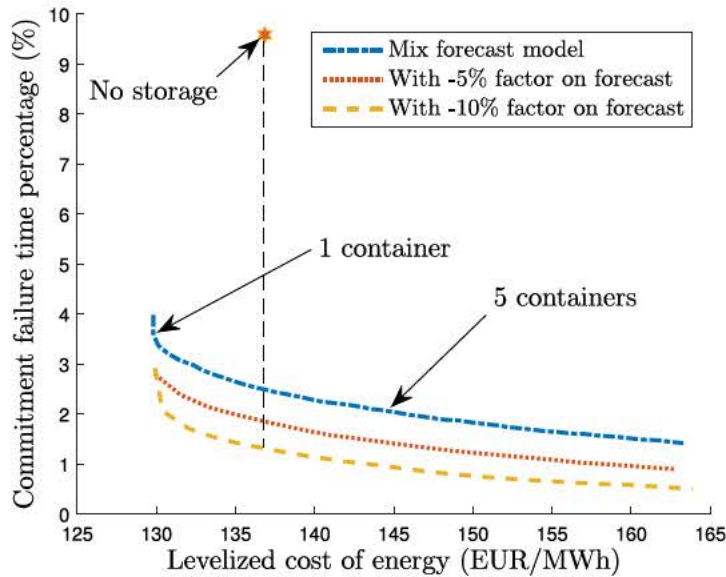 Commitment failure time percentage (%)
10
9
8
7
6
5
4
3
2
1
0
No storage
Mix forecast model
With -5% factor on forecast
With -10% factor on forecast
1 container
5 containers
125
130
135
140
145
150
155
160
165
Levelized cost of energy (EUR/MWh)